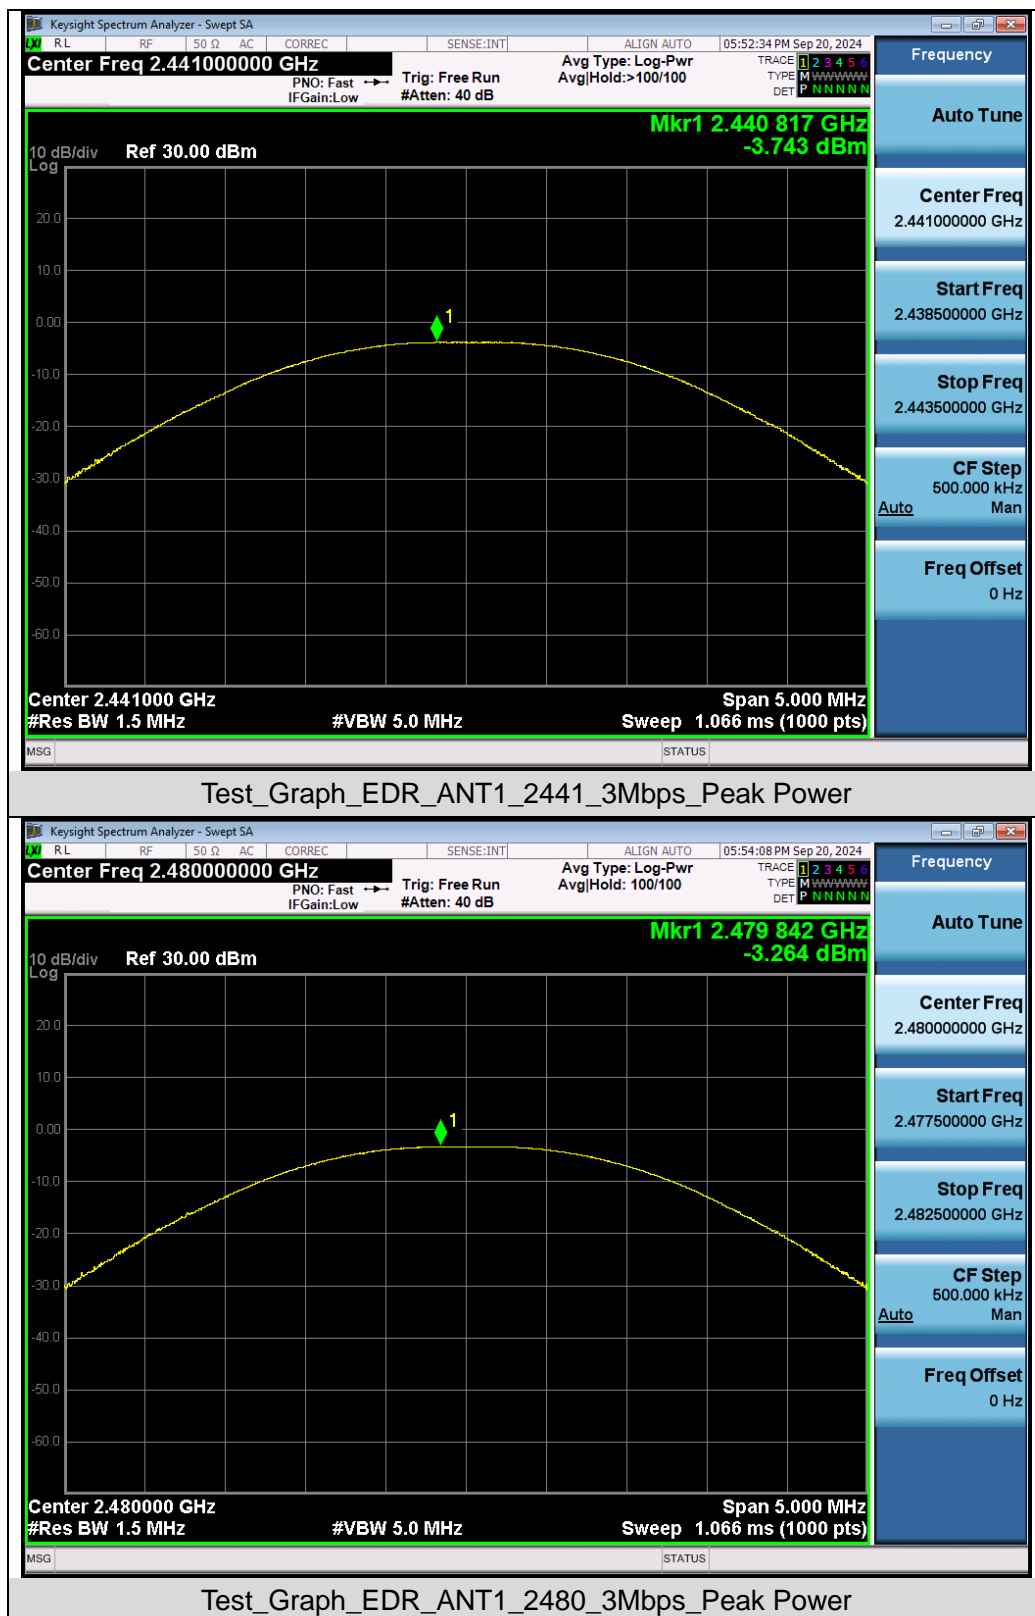 Keysight Spectrum Analyzer - Swept SA
LXI RL RF 50 Ω AC CORREC SENSE:INT ALIGN AUTO 05:52:34 PM Sep 20, 2024
Center Freq 2.441000000 GHz
PNO: Fast
IFGain:Low
Trig: Free Run
#Atten: 40 dB
Avg Type: Log-Pwr
Avg|Hold:>100/100
TRACE 1 2 3 4 5 6
TYPE M WWWWW
DET P N N N N N
Mkr1 2.440 817 GHz
-3.743 dBm
10 dB/div Ref 30.00 dBm
Log
20.0
10.0
0.00
1
-10.0
-20.0
-30.0
-40.0
-50.0
-60.0
Center 2.441000 GHz Span 5.000 MHz
#Res BW 1.5 MHz #VBW 5.0 MHz Sweep 1.066 ms (1000 pts)
MSG STATUS
Frequency
Auto Tune
Center Freq
2.441000000 GHz
Start Freq
2.438500000 GHz
Stop Freq
2.443500000 GHz
CF Step
500.000 kHz
Auto Man
Freq Offset
0 Hz
Test_Graph_EDR_ANT1_2441_3Mbps_Peak Power
Keysight Spectrum Analyzer - Swept SA
LXI RL RF 50 Ω AC CORREC SENSE:INT ALIGN AUTO 05:54:08 PM Sep 20, 2024
Center Freq 2.480000000 GHz
PNO: Fast
IFGain:Low
Trig: Free Run
#Atten: 40 dB
Avg Type: Log-Pwr
Avg|Hold: 100/100
TRACE 1 2 3 4 5 6
TYPE M WWWWW
DET P N N N N N
Mkr1 2.479 842 GHz
-3.264 dBm
10 dB/div Ref 30.00 dBm
Log
20.0
10.0
0.00
1
-10.0
-20.0
-30.0
-40.0
-50.0
-60.0
Center 2.480000 GHz Span 5.000 MHz
#Res BW 1.5 MHz #VBW 5.0 MHz Sweep 1.066 ms (1000 pts)
MSG STATUS
Frequency
Auto Tune
Center Freq
2.480000000 GHz
Start Freq
2.477500000 GHz
Stop Freq
2.482500000 GHz
CF Step
500.000 kHz
Auto Man
Freq Offset
0 Hz
Test_Graph_EDR_ANT1_2480_3Mbps_Peak Power